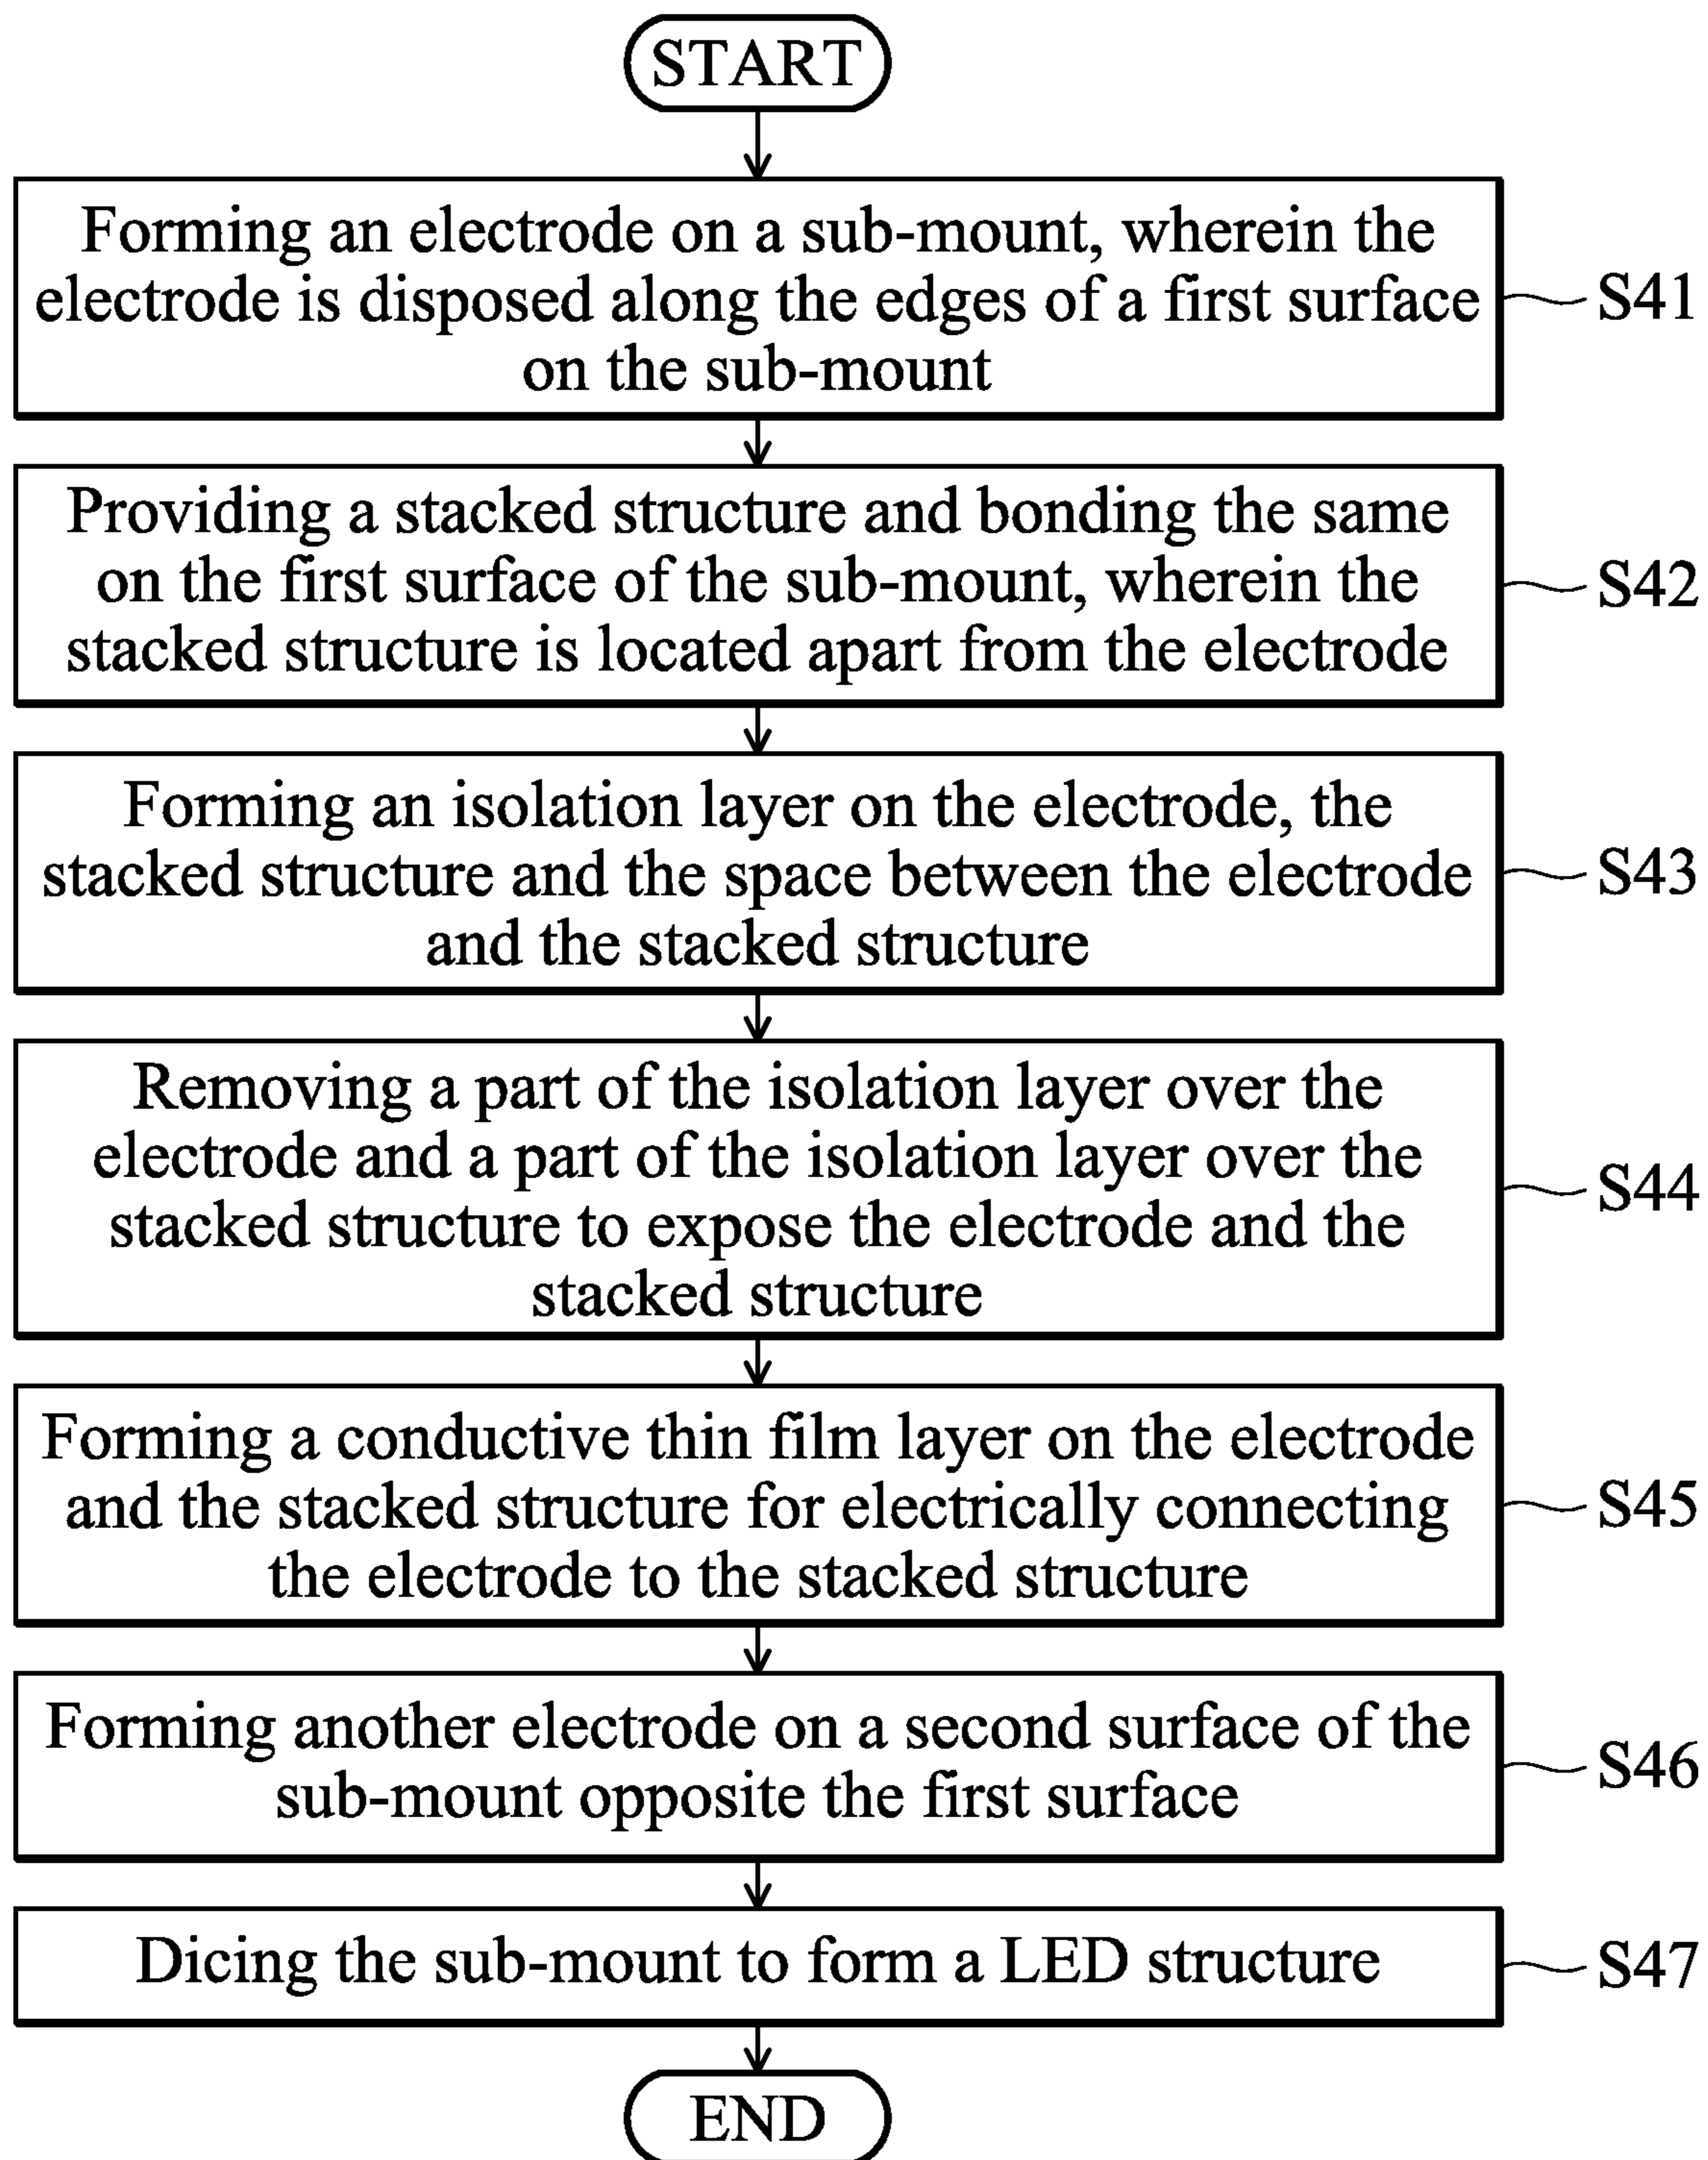 START
Forming an electrode on a sub-mount, wherein the
electrode is disposed along the edges of a first surface
on the sub-mount
S41
Providing a stacked structure and bonding the same
on the first surface of the sub-mount, wherein the
stacked structure is located apart from the electrode
S42
Forming an isolation layer on the electrode, the
stacked structure and the space between the electrode
and the stacked structure
S43
Removing a part of the isolation layer over the
electrode and a part of the isolation layer over the
stacked structure to expose the electrode and the
stacked structure
S44
Forming a conductive thin film layer on the electrode
and the stacked structure for electrically connecting
the electrode to the stacked structure
S45
Forming another electrode on a second surface of the
sub-mount opposite the first surface
S46
Dicing the sub-mount to form a LED structure
S47
END